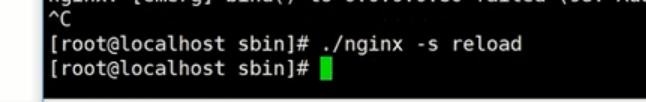 ^C
[root@localhost sbin]# ./nginx -s reload
[root@localhost sbin]#